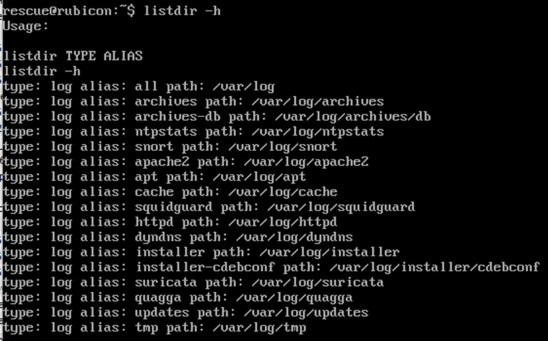 rescue@rubicon:~$ listdir -h
Usage:
listdir TYPE ALIAS
listdir -h
type: log alias: all path: /var/log
type: log alias: archives path: /var/log/archives
type: log alias: archives-db path: /var/log/archives/db
type: log alias: ntpstats path: /var/log/ntpstats
type: log alias: snort path: /var/log/snort
type: log alias: apache2 path: /var/log/apache2
type: log alias: apt path: /var/log/apt
type: log alias: cache path: /var/log/cache
type: log alias: squidguard path: /var/log/squidguard
type: log alias: httpd path: /var/log/httpd
type: log alias: dyndns path: /var/log/dyndns
type: log alias: installer path: /var/log/installer
type: log alias: installer-cdebconf path: /var/log/installer/cdebconf
type: log alias: suricata path: /var/log/suricata
type: log alias: quagga path: /var/log/quagga
type: log alias: updates path: /var/log/updates
type: log alias: tmp path: /var/log/tmp